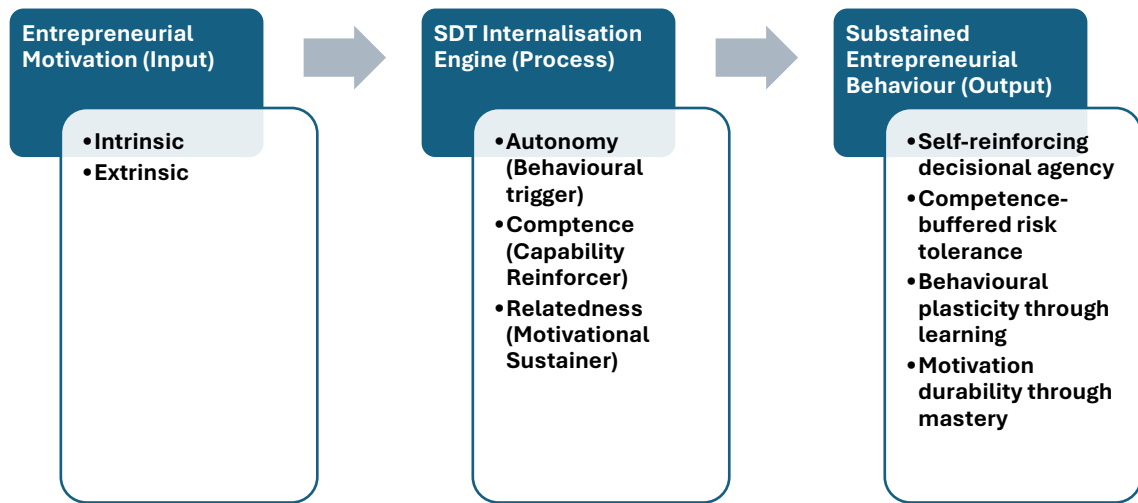 Entrepreneurial
Motivation (Input)
•Intrinsic
•Extrinsic
SDT Internalisation
Engine (Process)
•Autonomy
(Behavioural
trigger)
•Comptence
(Capability
Reinforcer)
•Relatedness
(Motivational
Sustainer)
Substained
Entrepreneurial
Behaviour (Output)
•Self-reinforcing
decisional agency
•Competence-
buffered risk
tolerance
•Behavioural
plasticity through
learning
•Motivation
durability through
mastery